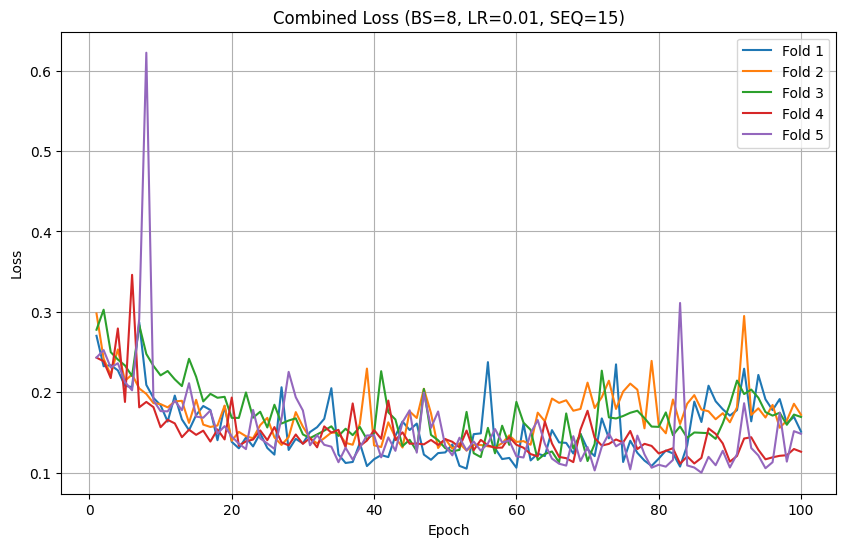 Combined Loss (BS=8, LR=0.01, SEQ=15)
Fold 1
Fold 2
Fold 3
Fold 4
Fold 5
Loss
0.6
0.5
0.4
0.3
0.2
0.1
0 20 40 60 80 100
Epoch